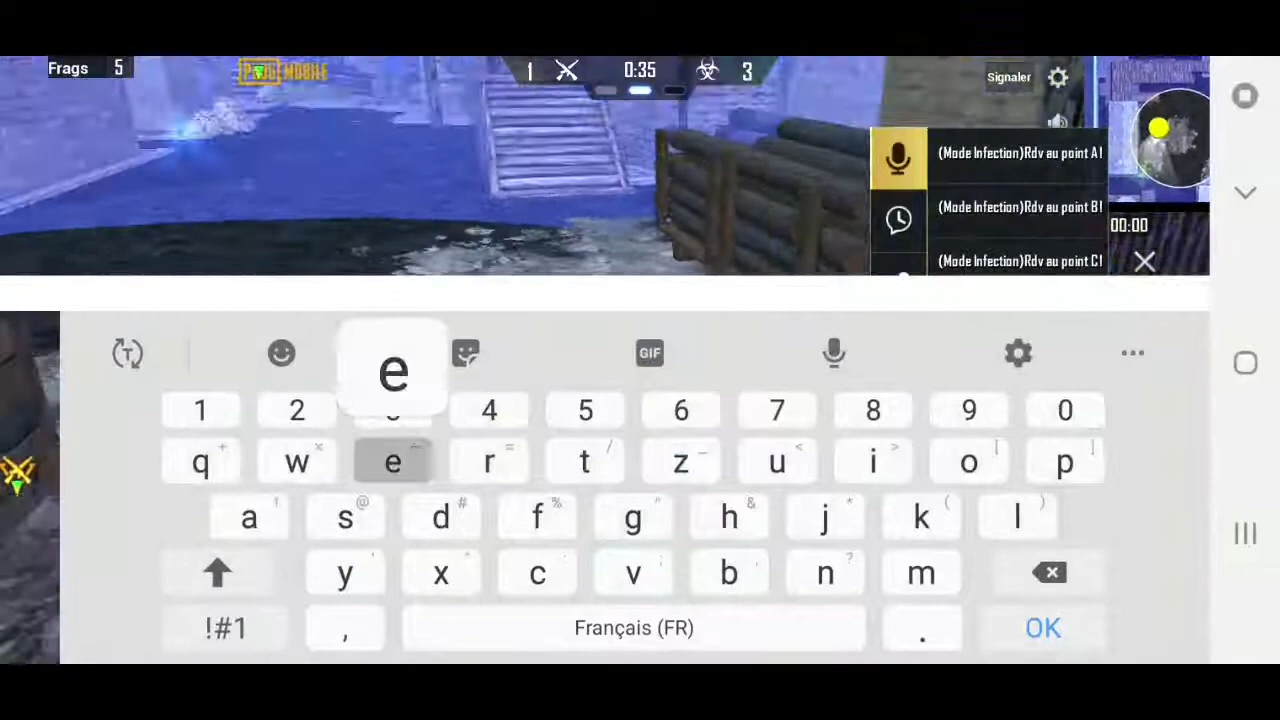 Frags 5
PUBG MOBILE
1 0:35 3
Signaler
(Mode Infection)Rdv au point A!
(Mode Infection)Rdv au point B!
(Mode Infection)Rdv au point C!
00:00
T
GIF
e
1 2 4 5 6 7 8 9 0
q + w × e ÷ r = t / z _ u < i > o [ p ]
a ! s @ d # f % g ^ h & j * k ( l )
y ' x c v ; b , n ? m
!#1 , Français (FR) . OK